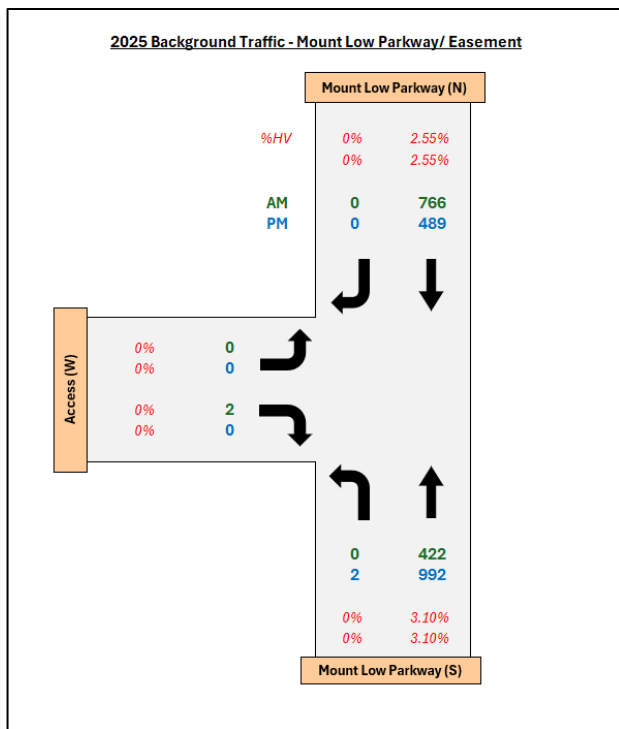 2025 Background Traffic - Mount Low Parkway/ Easement
Mount Low Parkway (N)
%HV 0% 2.55%
0% 2.55%
AM 0 766
PM 0 489
Access (W)
0% 0
0% 0
0% 2
0% 0
0 422
2 992
0% 3.10%
0% 3.10%
Mount Low Parkway (S)